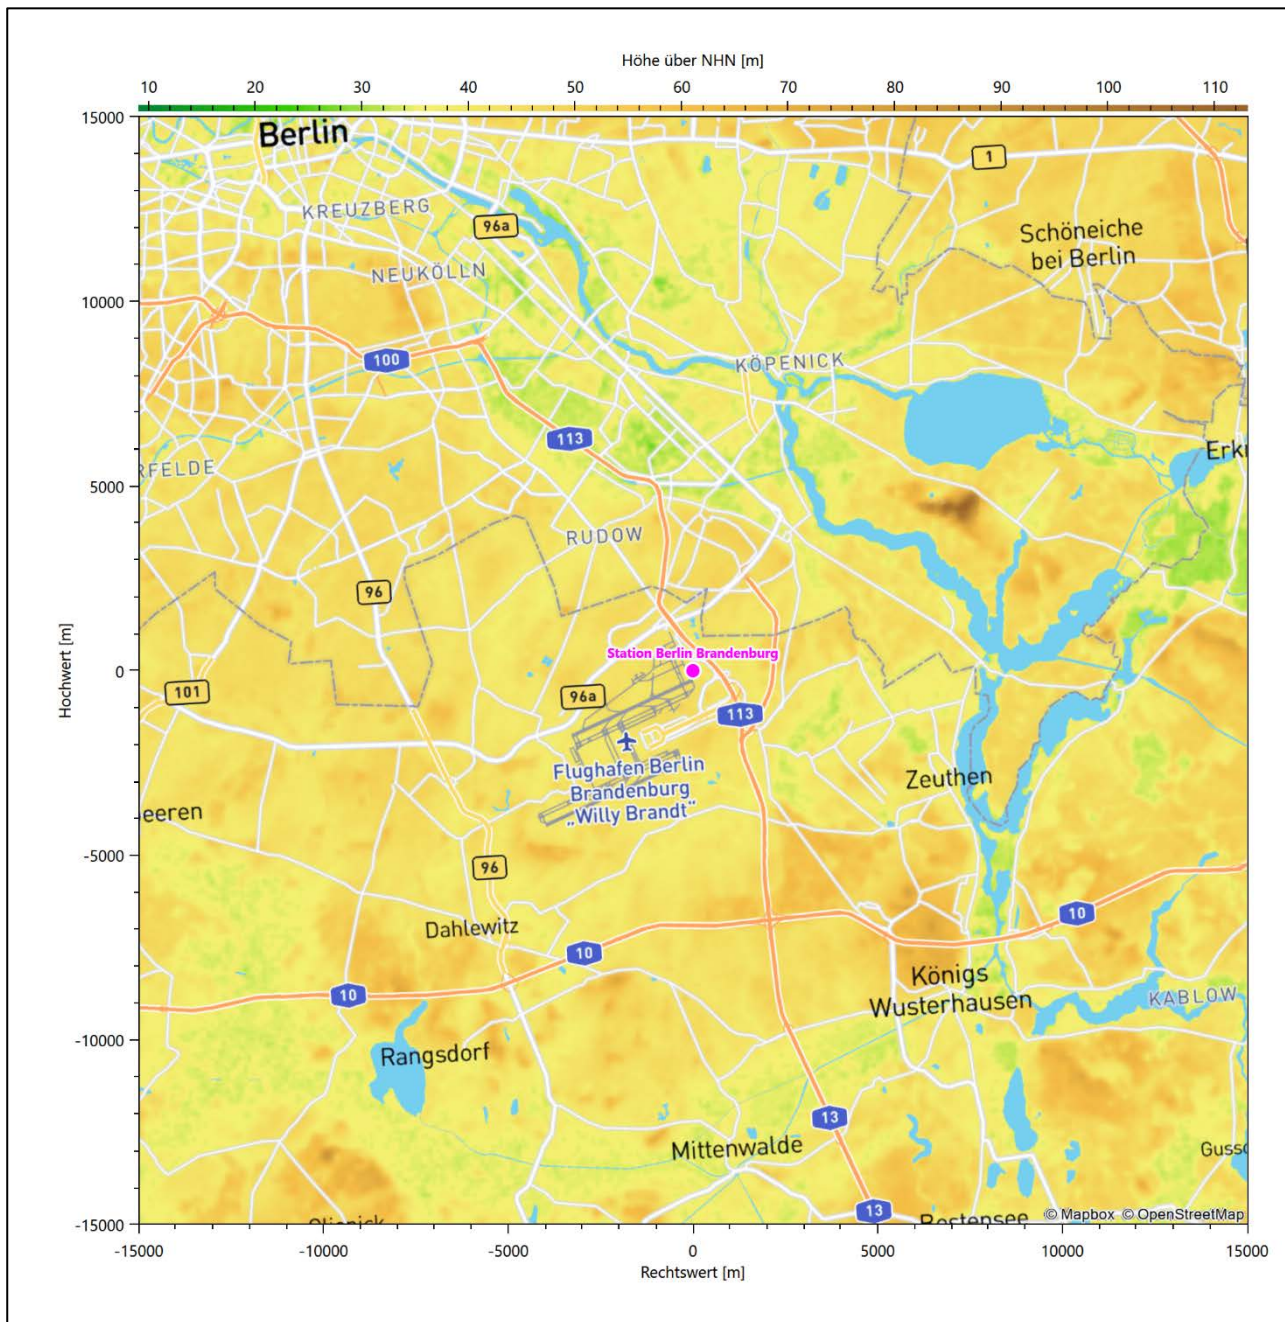 Höhe über NHN [m]
10 20 30 40 50 60 70 80 90 100 110
15000
Berlin
1
KREUZBERG
96a
Schöneiche
bei Berlin
NEUKÖLLN
10000
100
KÖPENICK
113
Erk
RFELDE
5000
RUDOW
96
Station Berlin Brandenburg
0
101
96a
113
Hochwert [m]
Flughafen Berlin
Brandenburg
„Willy Brandt“
Zeuthen
eeren
-5000
96
10
Dahlewitz
10
10
Königs
Wusterhausen
KABLOW
-10000
Rangsdorf
13
Mittenwalde
Guss
13
Bestensee
© Mapbox © OpenStreetMap
-15000
-15000 -10000 -5000 0 5000 10000 15000
Rechtswert [m]